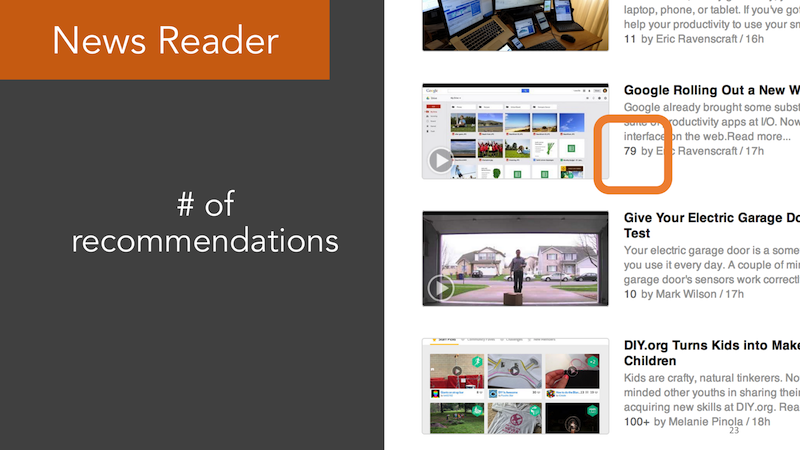 News Reader
# of
recommendations
laptop, phone, or tablet. If you've got
help your productivity to use your
11 by Eric Ravenscraft / 16h
Google Rolling Out a New W
Google already brought some subst
suite of productivity apps at I/O. Now
interface on the web.Read more...
79 by Eric Ravenscraft / 17h
Give Your Electric Garage Do
Test
Your electric garage door is a some
you use it every day. A couple of min
garage door's sensors work correctl
10 by Mark Wilson / 17h
DIY.org Turns Kids into Make
Children
Kids are crafty, natural tinkerers. No
minded other youths in sharing their
acquiring new skills at DIY.org. Rea
100+ by Melanie Pinola / 18h
23